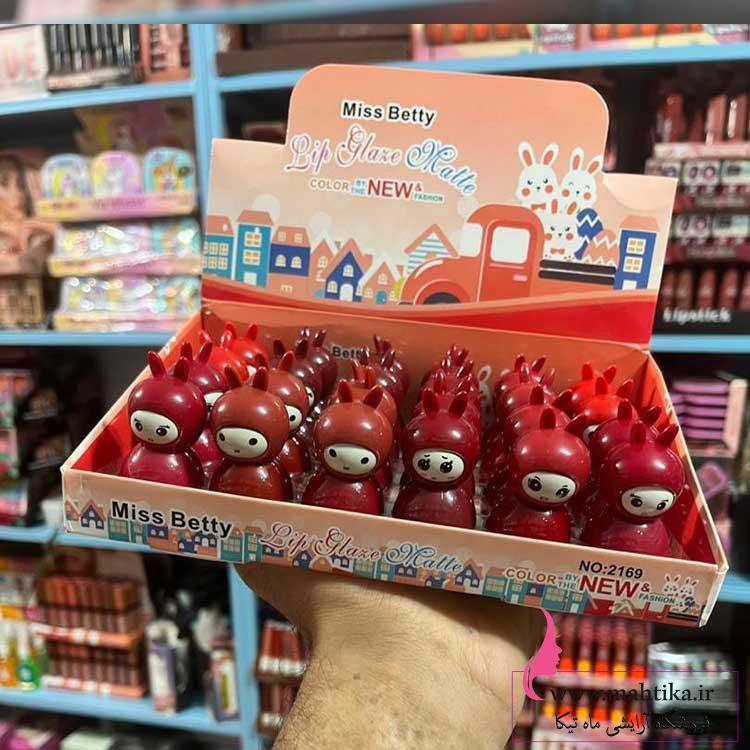 Miss Betty
Lip Glaze Matte
COLOR BY THE NEW & FASHION
Lipstick
Betty
Miss Betty
Lip Glaze Matte
NO:2169
COLOR BY THE NEW & FASHION
www.mahtika.ir
فروشگاه آرایشی ماه تیکا